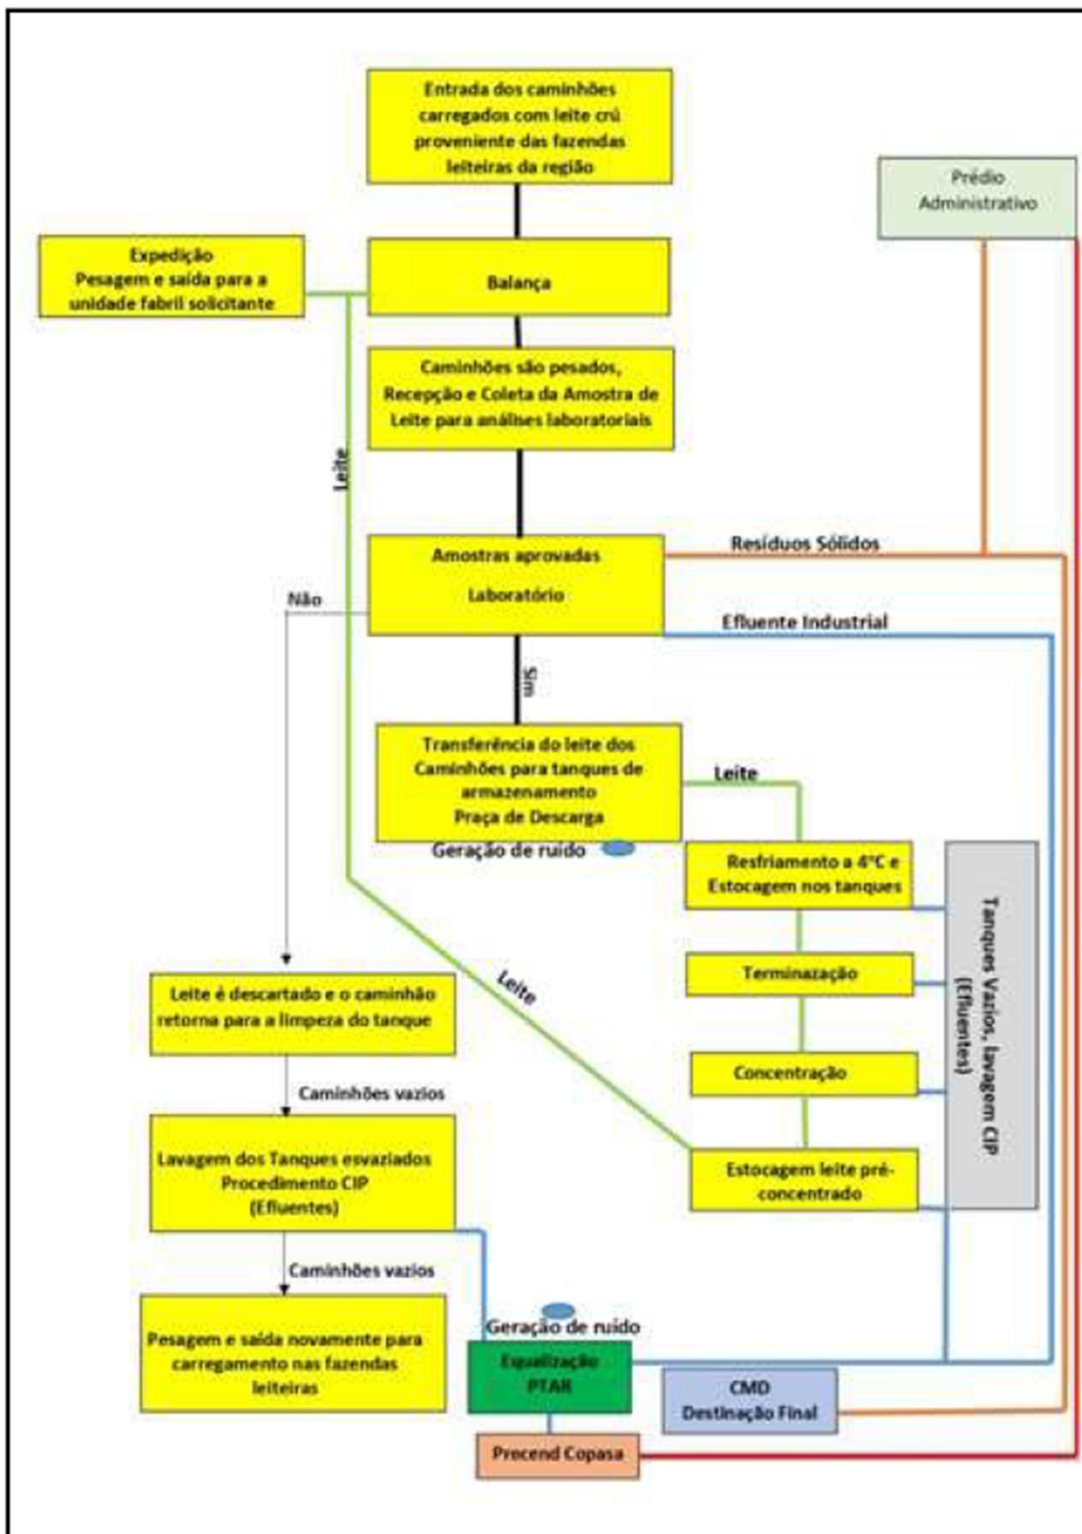 Entrada dos caminhões
carregados com leite crú
proveniente das fazendas
leiteiras da região
Prédio
Administrativo
Expedição
Pesagem e saída para a
unidade fabril solicitante
Balança
Caminhões são pesados,
Recepção e Coleta da Amostra de
Leite para análises laboratoriais
Leite
Amostras aprovadas
Laboratório
Resíduos Sólidos
Efluente Industrial
Não
Sim
Transferência do leite dos
Caminhões para tanques de
armazenamento
Praça de Descarga
Leite
Geração de ruído
Resfriamento a 4°C e
Estocagem nos tanques
Terminazação
Concentração
Estocagem leite pré-
concentrado
Tanques Vazios, lavagem CIP
(Efluentes)
Leite
Leite é descartado e o caminhão
retorna para a limpeza do tanque
Caminhões vazios
Lavagem dos Tanques esvaziados
Procedimento CIP
(Efluentes)
Caminhões vazios
Pesagem e saída novamente para
carregamento nas fazendas
leiteiras
Geração de ruído
Equalização
PTAR
CMD
Destinação Final
Precend Copasa